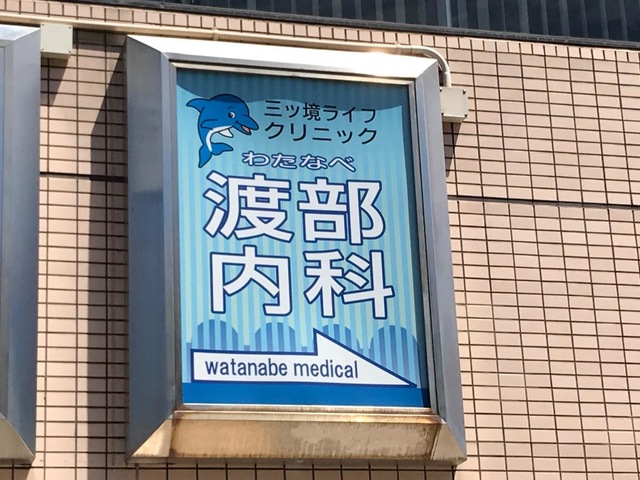 三ッ境ライフ
クリニック
わたなべ
渡部
内科
watanabe medical